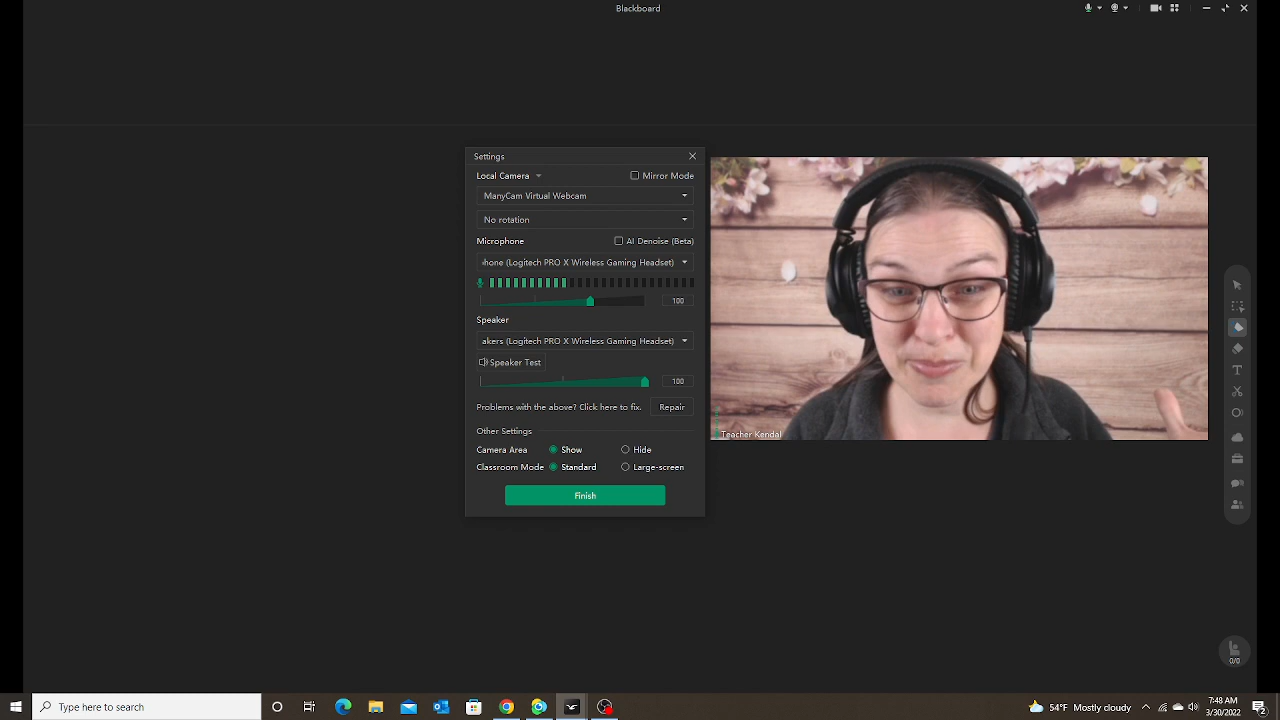 Blackboard
Settings
Local Camera
Mirror Mode
ManyCam Virtual Webcam
No rotation
Microphone
AI Denoise (Beta)
hone (Logitech PRO X Wireless Gaming Headset)
100
Speaker
akers (Logitech PRO X Wireless Gaming Headset)
Speaker Test
100
Problems with the above? Click here to fix.
Repair
Other Settings
Camera Area
Show
Hide
Classroom Mode
Standard
Large-screen
Finish
Teacher Kendal
0/0
Type here to search
54°F Mostly cloudy
7:48 AM
3/30/2022
2